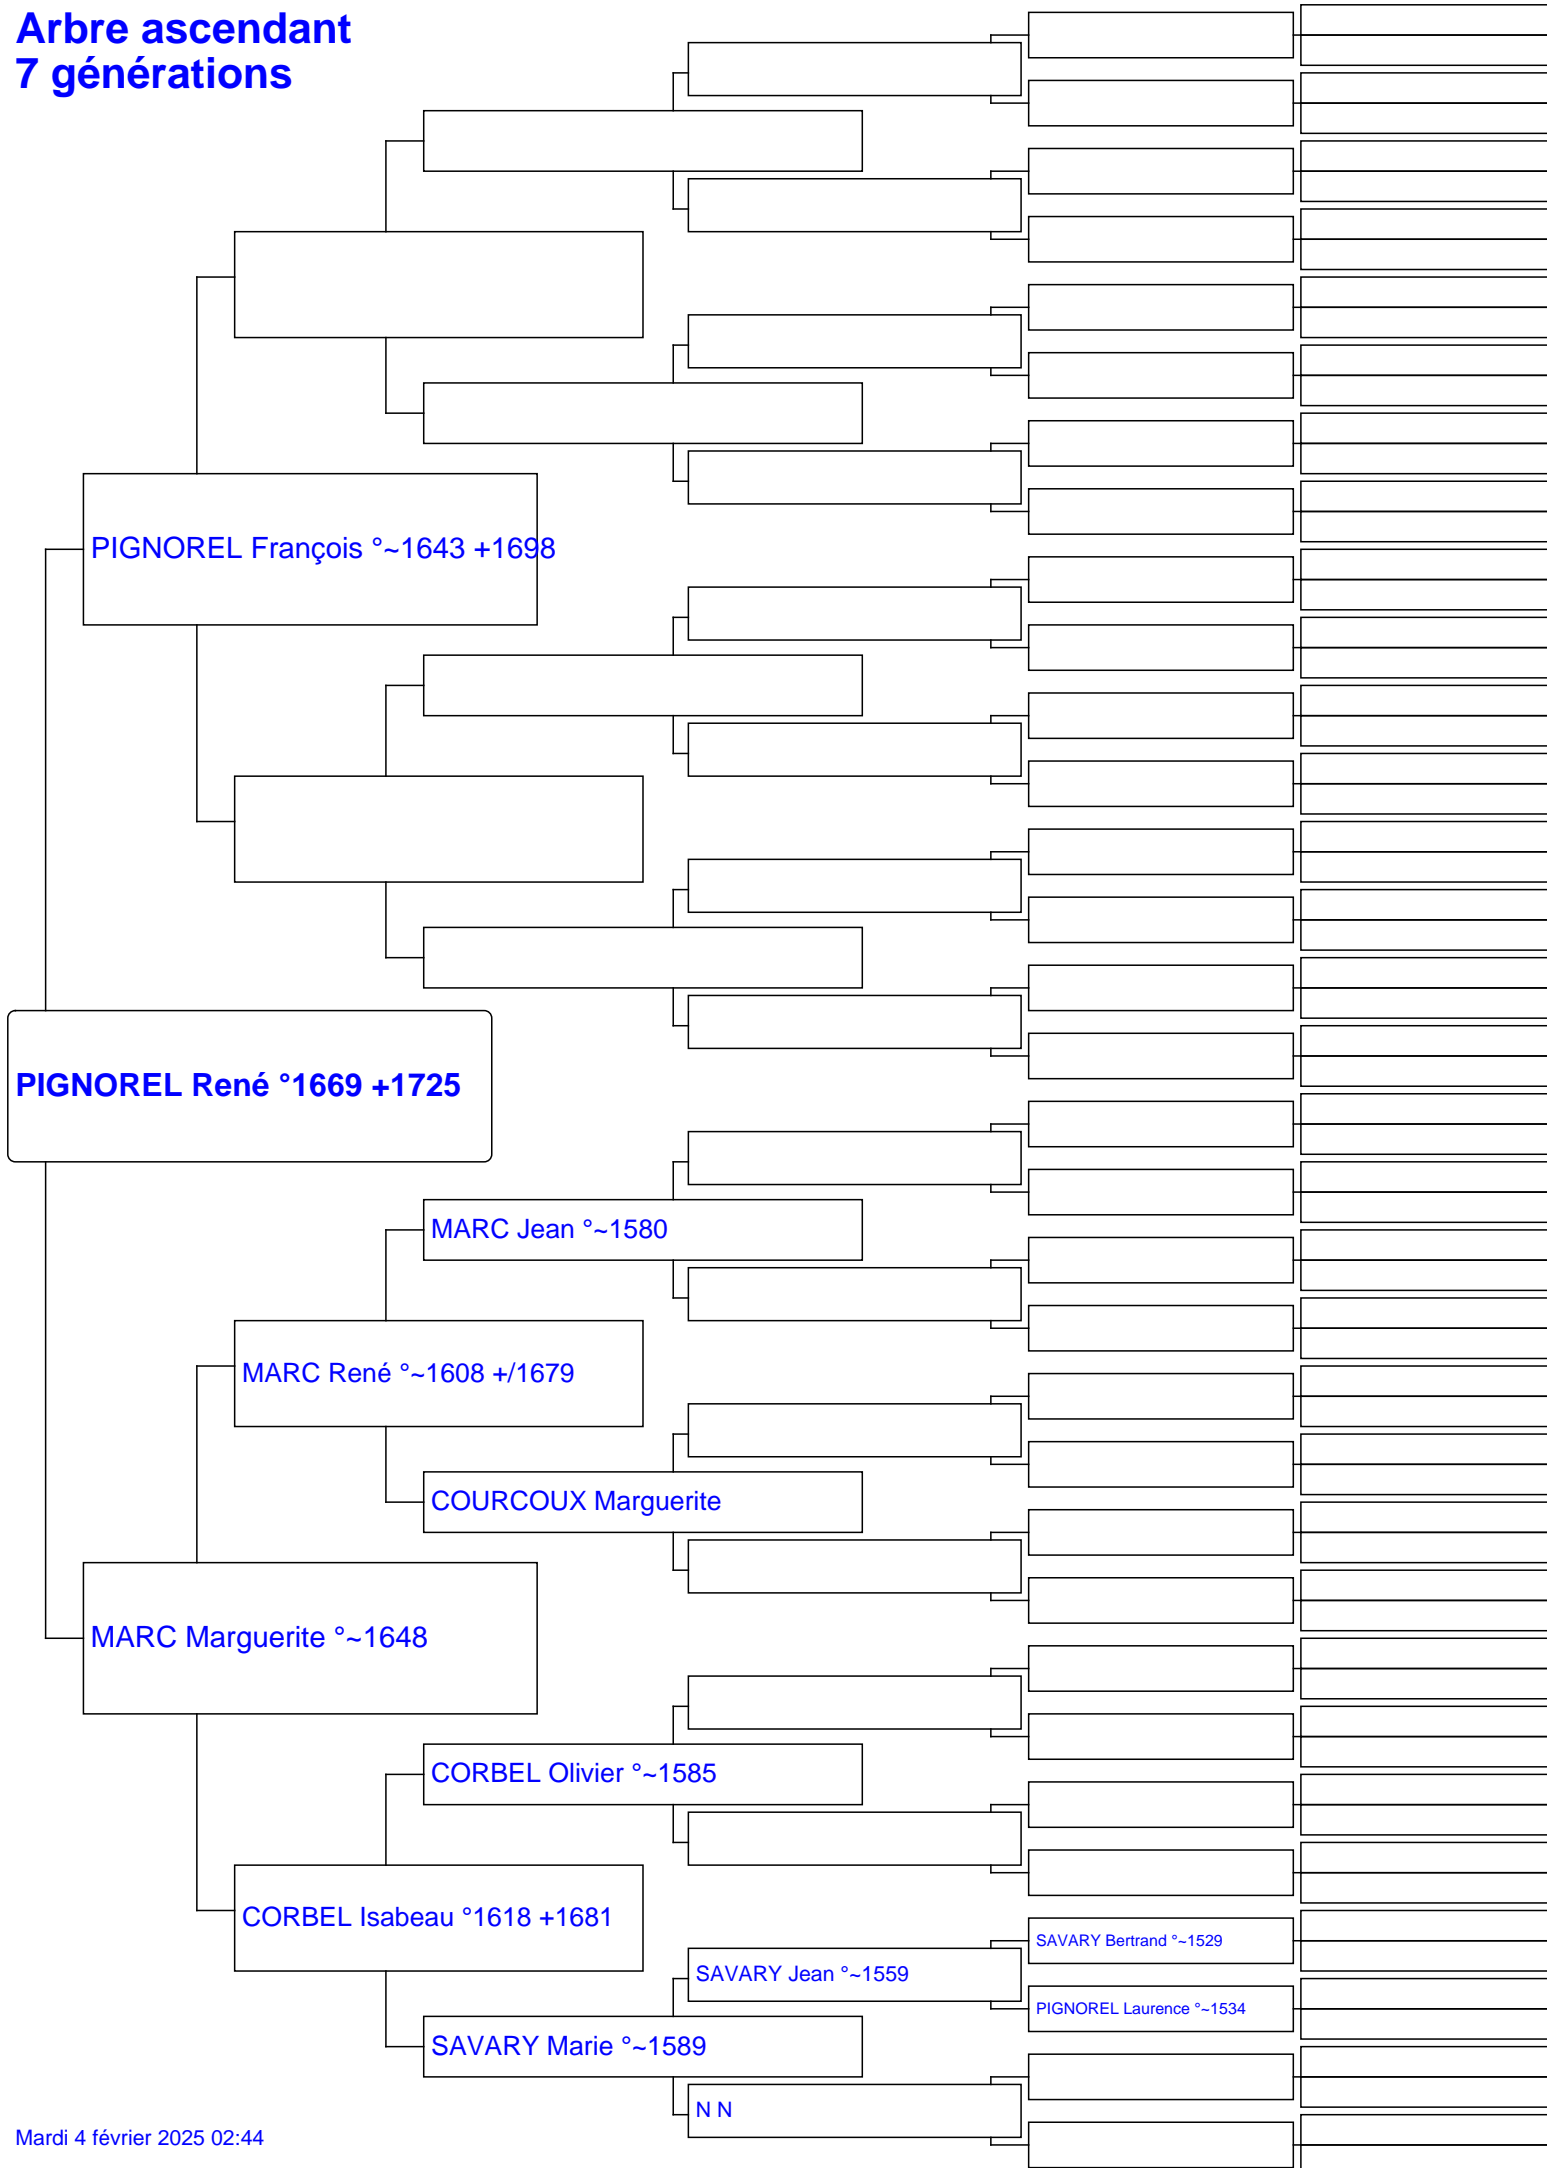 Arbre ascendant
7 générations
PIGNOREL François °~1643 +1698
PIGNOREL René °1669 +1725
MARC Jean °~1580
MARC René °~1608 +/1679
COURCOUX Marguerite
MARC Marguerite °~1648
CORBEL Olivier °~1585
CORBEL Isabeau °1618 +1681
SAVARY Bertrand °~1529
SAVARY Jean °~1559
PIGNOREL Laurence °~1534
SAVARY Marie °~1589
N N
Mardi 4 février 2025 02:44